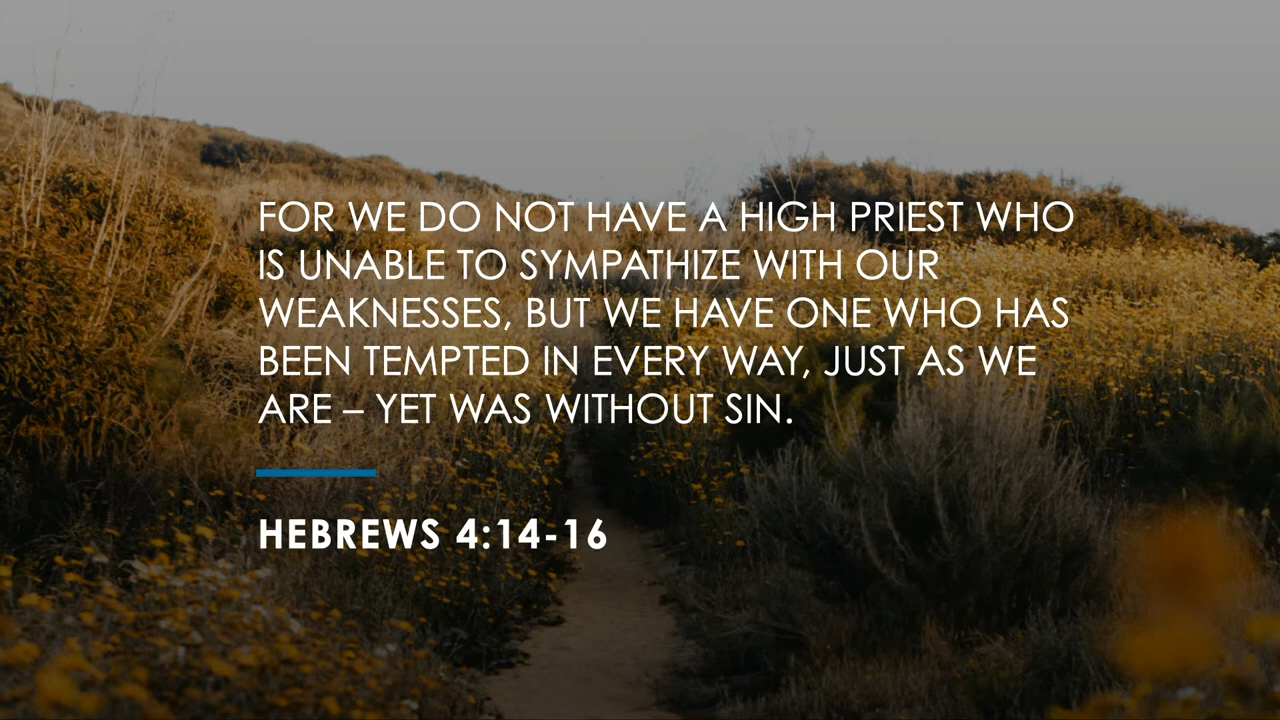 FOR WE DO NOT HAVE A HIGH PRIEST WHO
IS UNABLE TO SYMPATHIZE WITH OUR
WEAKNESSES, BUT WE HAVE ONE WHO HAS
BEEN TEMPTED IN EVERY WAY, JUST AS WE
ARE – YET WAS WITHOUT SIN.
HEBREWS 4:14-16